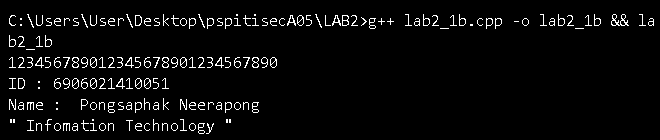 C:\Users\User\Desktop\pspitisecA05\LAB2>g++ lab2_1b.cpp -o lab2_1b && la
b2_1b
123456789012345678901234567890
ID : 6906021410051
Name :  Pongsaphak Neerapong
" Infomation Technology "